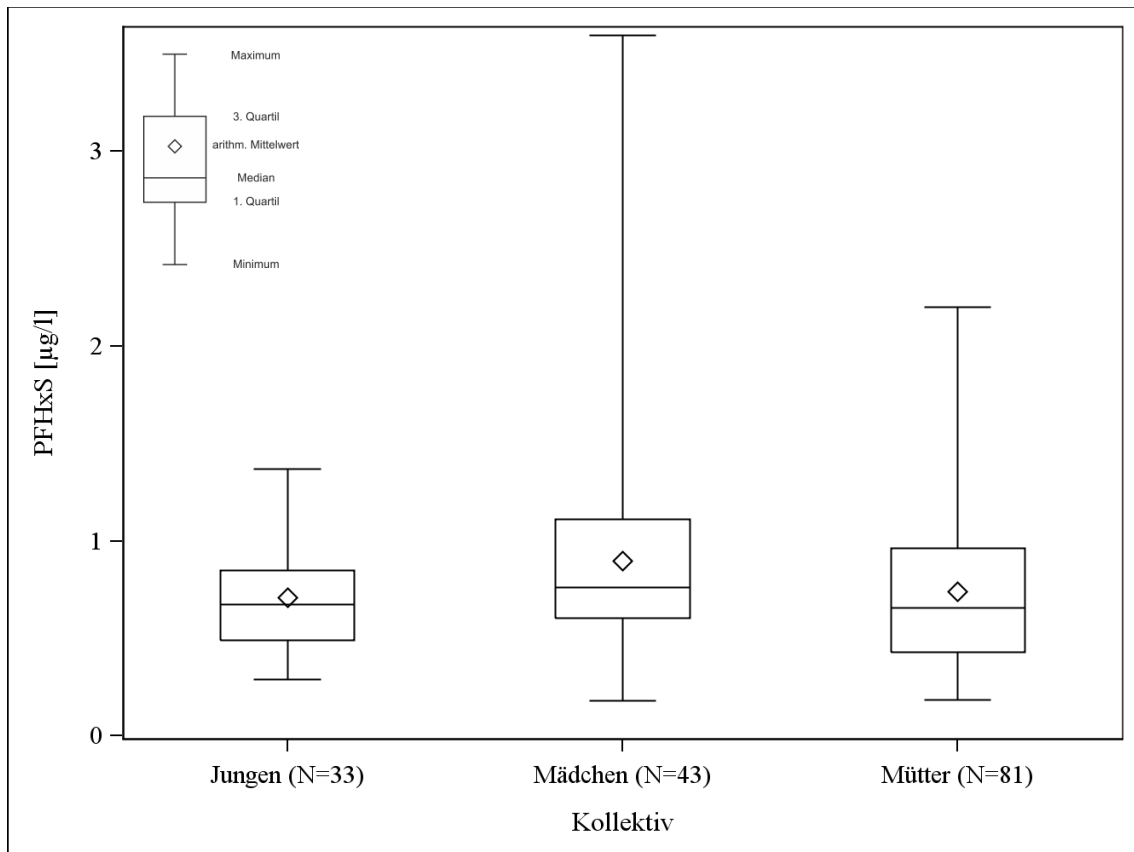 Maximum
3. Quartil
arithm. Mittelwert
Median
1. Quartil
Minimum
PFHxS [µg/l]
3
2
1
0
Jungen (N=33) Mädchen (N=43) Mütter (N=81)
Kollektiv